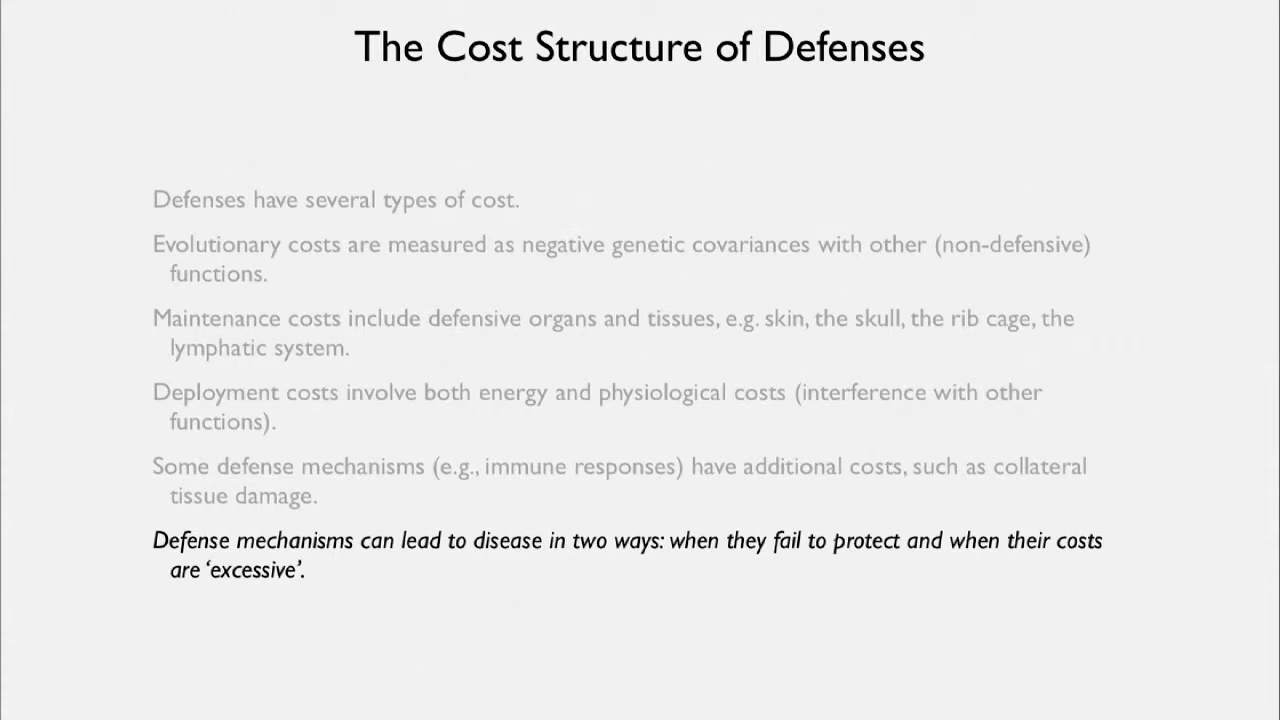 The Cost Structure of Defenses
Defenses have several types of cost.
Evolutionary costs are measured as negative genetic covariances with other (non-defensive)
functions.
Maintenance costs include defensive organs and tissues, e.g. skin, the skull, the rib cage, the
lymphatic system.
Deployment costs involve both energy and physiological costs (interference with other
functions).
Some defense mechanisms (e.g., immune responses) have additional costs, such as collateral
tissue damage.
Defense mechanisms can lead to disease in two ways: when they fail to protect and when their costs
are ‘excessive’.